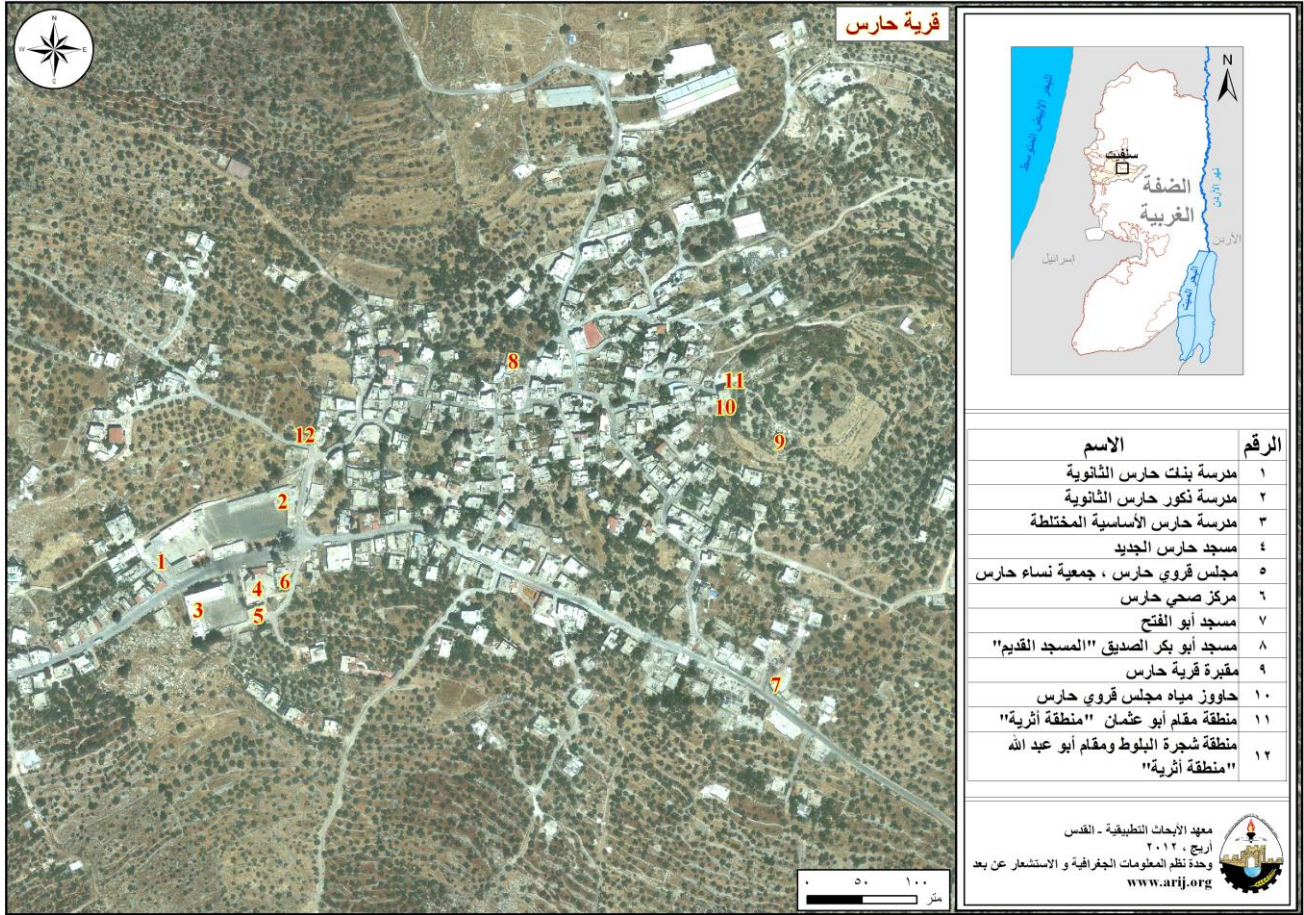 قرية حارس
N
W
E
S
8
11
10
9
12
2
1
4
6
3
5
7
٠ ٥٠ ١٠٠
متر
N
البحر الأبيض المتوسط
سلفيت
الضفة
الغربية
نهر الأردن
الأردن
إسرائيل
البحر الميت
الرقم الاسم
١ مدرسة بنات حارس الثانوية
٢ مدرسة ذكور حارس الثانوية
٣ مدرسة حارس الأساسية المختلطة
٤ مسجد حارس الجديد
٥ مجلس قروي حارس ، جمعية نساء حارس
٦ مركز صحي حارس
٧ مسجد أبو الفتح
٨ مسجد أبو بكر الصديق "المسجد القديم"
٩ مقبرة قرية حارس
١٠ حاووز مياه مجلس قروي حارس
١١ منطقة مقام أبو عثمان "منطقة أثرية"
١٢ منطقة شجرة البلوط ومقام أبو عبد الله
"منطقة أثرية"
معهد الأبحاث التطبيقية - القدس
أريج ، ٢٠١٢
وحدة نظم المعلومات الجغرافية و الاستشعار عن بعد
www.arij.org